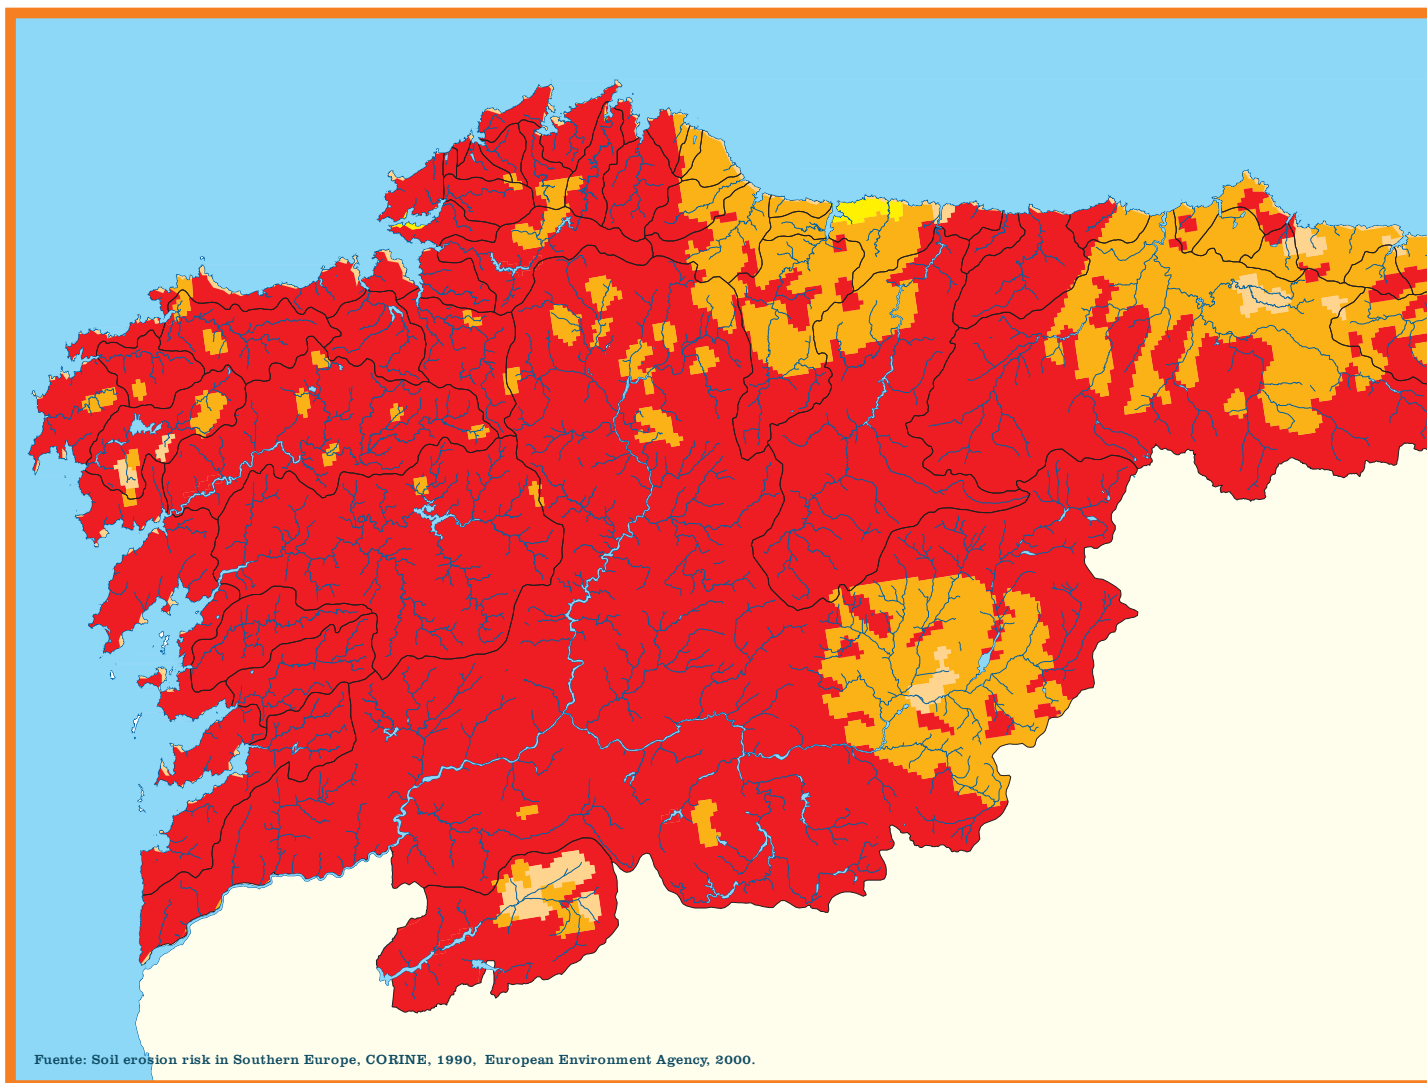 Fuente: Soil erosion risk in Southern Europe, CORINE, 1990,  European Environment Agency, 2000.